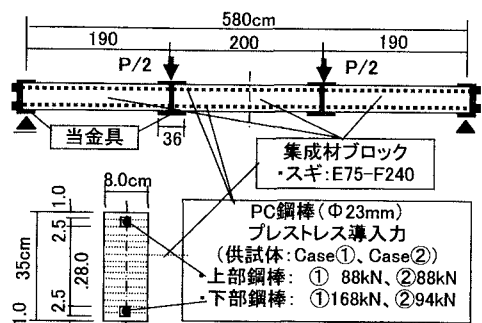 580cm
190
200
190
P/2
P/2
当金具
36
集成材ブロック
・スギ:E75-F240
8.0cm
1.0
2.5
35cm
28.0
2.5
1.0
PC鋼棒(Φ23mm)
プレストレス導入力
(供試体:Case①、Case②)
・上部鋼棒: ① 88kN、②88kN
・下部鋼棒: ①168kN、②94kN